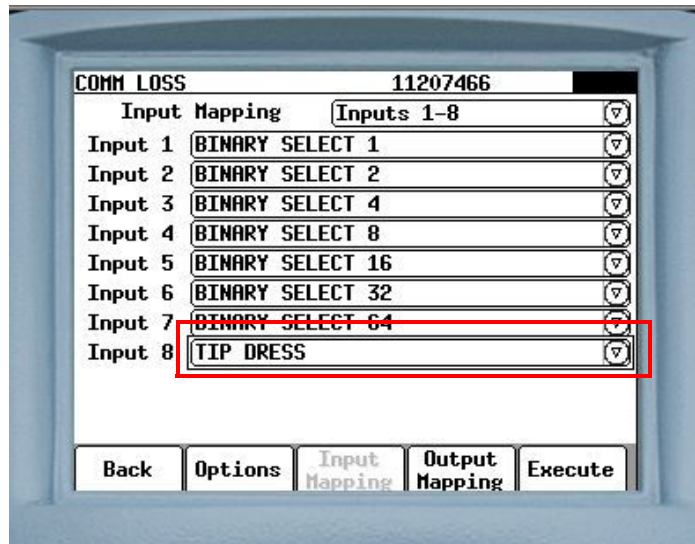 COMM LOSS 11207466
Input Mapping Inputs 1-8
Input 1 BINARY SELECT 1
Input 2 BINARY SELECT 2
Input 3 BINARY SELECT 4
Input 4 BINARY SELECT 8
Input 5 BINARY SELECT 16
Input 6 BINARY SELECT 32
Input 7 BINARY SELECT 64
Input 8 TIP DRESS
Back Options Input Mapping Output Mapping Execute